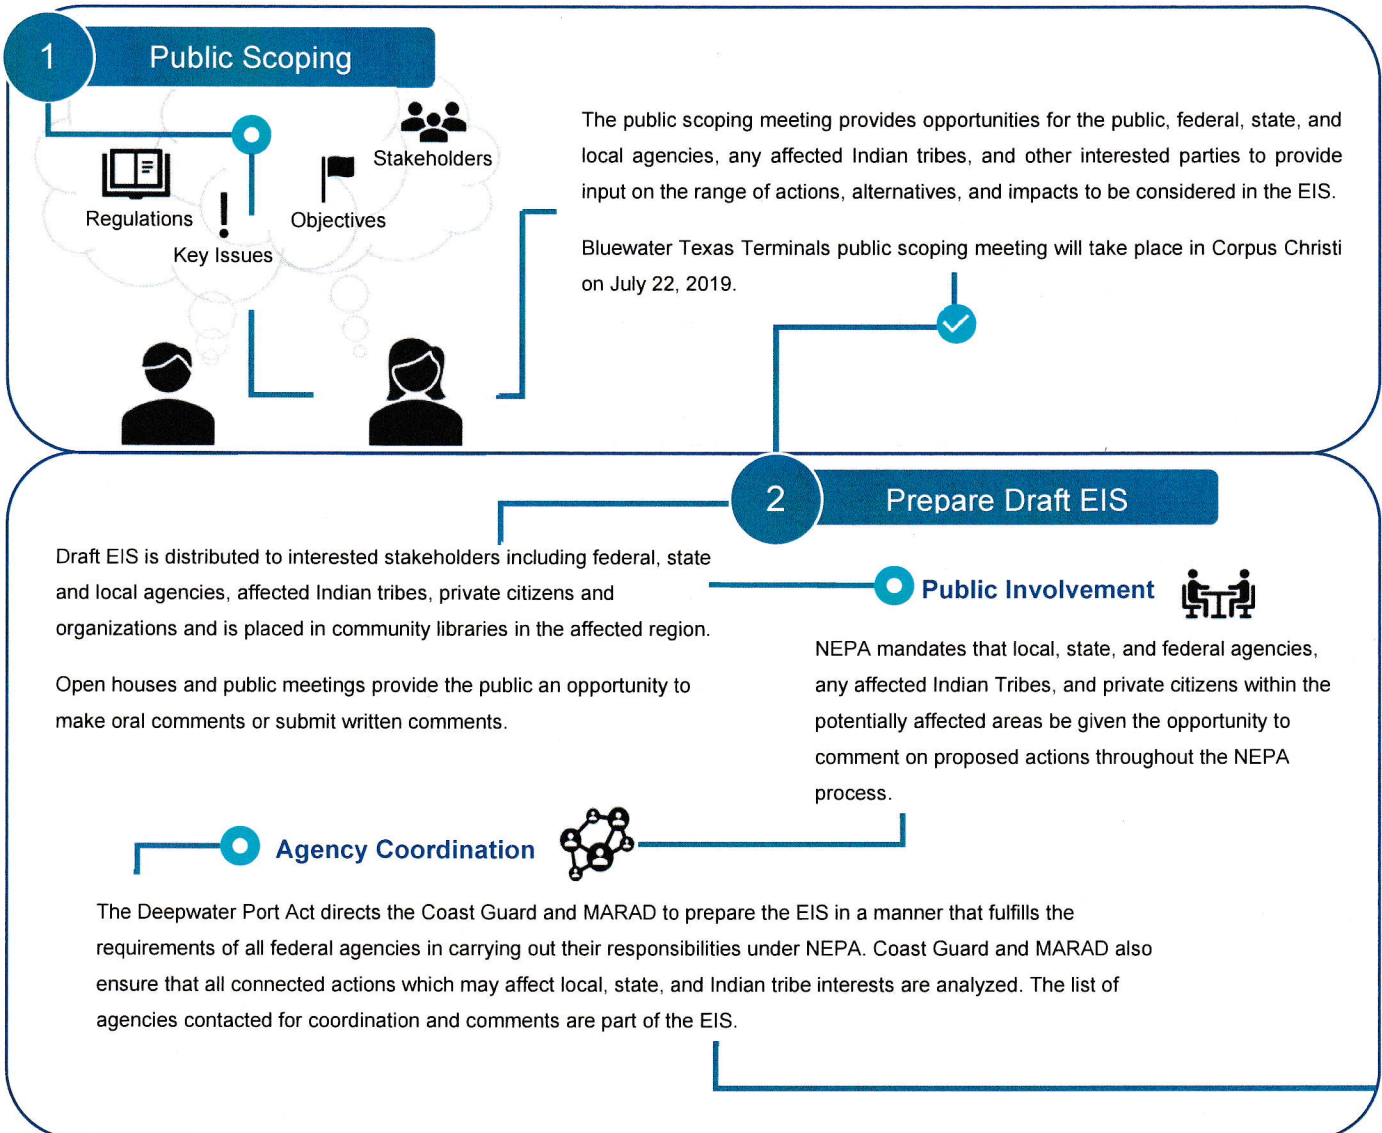 1
Public Scoping
Stakeholders
Regulations
Objectives
Key Issues
The public scoping meeting provides opportunities for the public, federal, state, and
local agencies, any affected Indian tribes, and other interested parties to provide
input on the range of actions, alternatives, and impacts to be considered in the EIS.
Bluewater Texas Terminals public scoping meeting will take place in Corpus Christi
on July 22, 2019.
2
Prepare Draft EIS
Draft EIS is distributed to interested stakeholders including federal, state
and local agencies, affected Indian tribes, private citizens and
organizations and is placed in community libraries in the affected region.
Open houses and public meetings provide the public an opportunity to
make oral comments or submit written comments.
Public Involvement
NEPA mandates that local, state, and federal agencies,
any affected Indian Tribes, and private citizens within the
potentially affected areas be given the opportunity to
comment on proposed actions throughout the NEPA
process.
Agency Coordination
The Deepwater Port Act directs the Coast Guard and MARAD to prepare the EIS in a manner that fulfills the
requirements of all federal agencies in carrying out their responsibilities under NEPA. Coast Guard and MARAD also
ensure that all connected actions which may affect local, state, and Indian tribe interests are analyzed. The list of
agencies contacted for coordination and comments are part of the EIS.